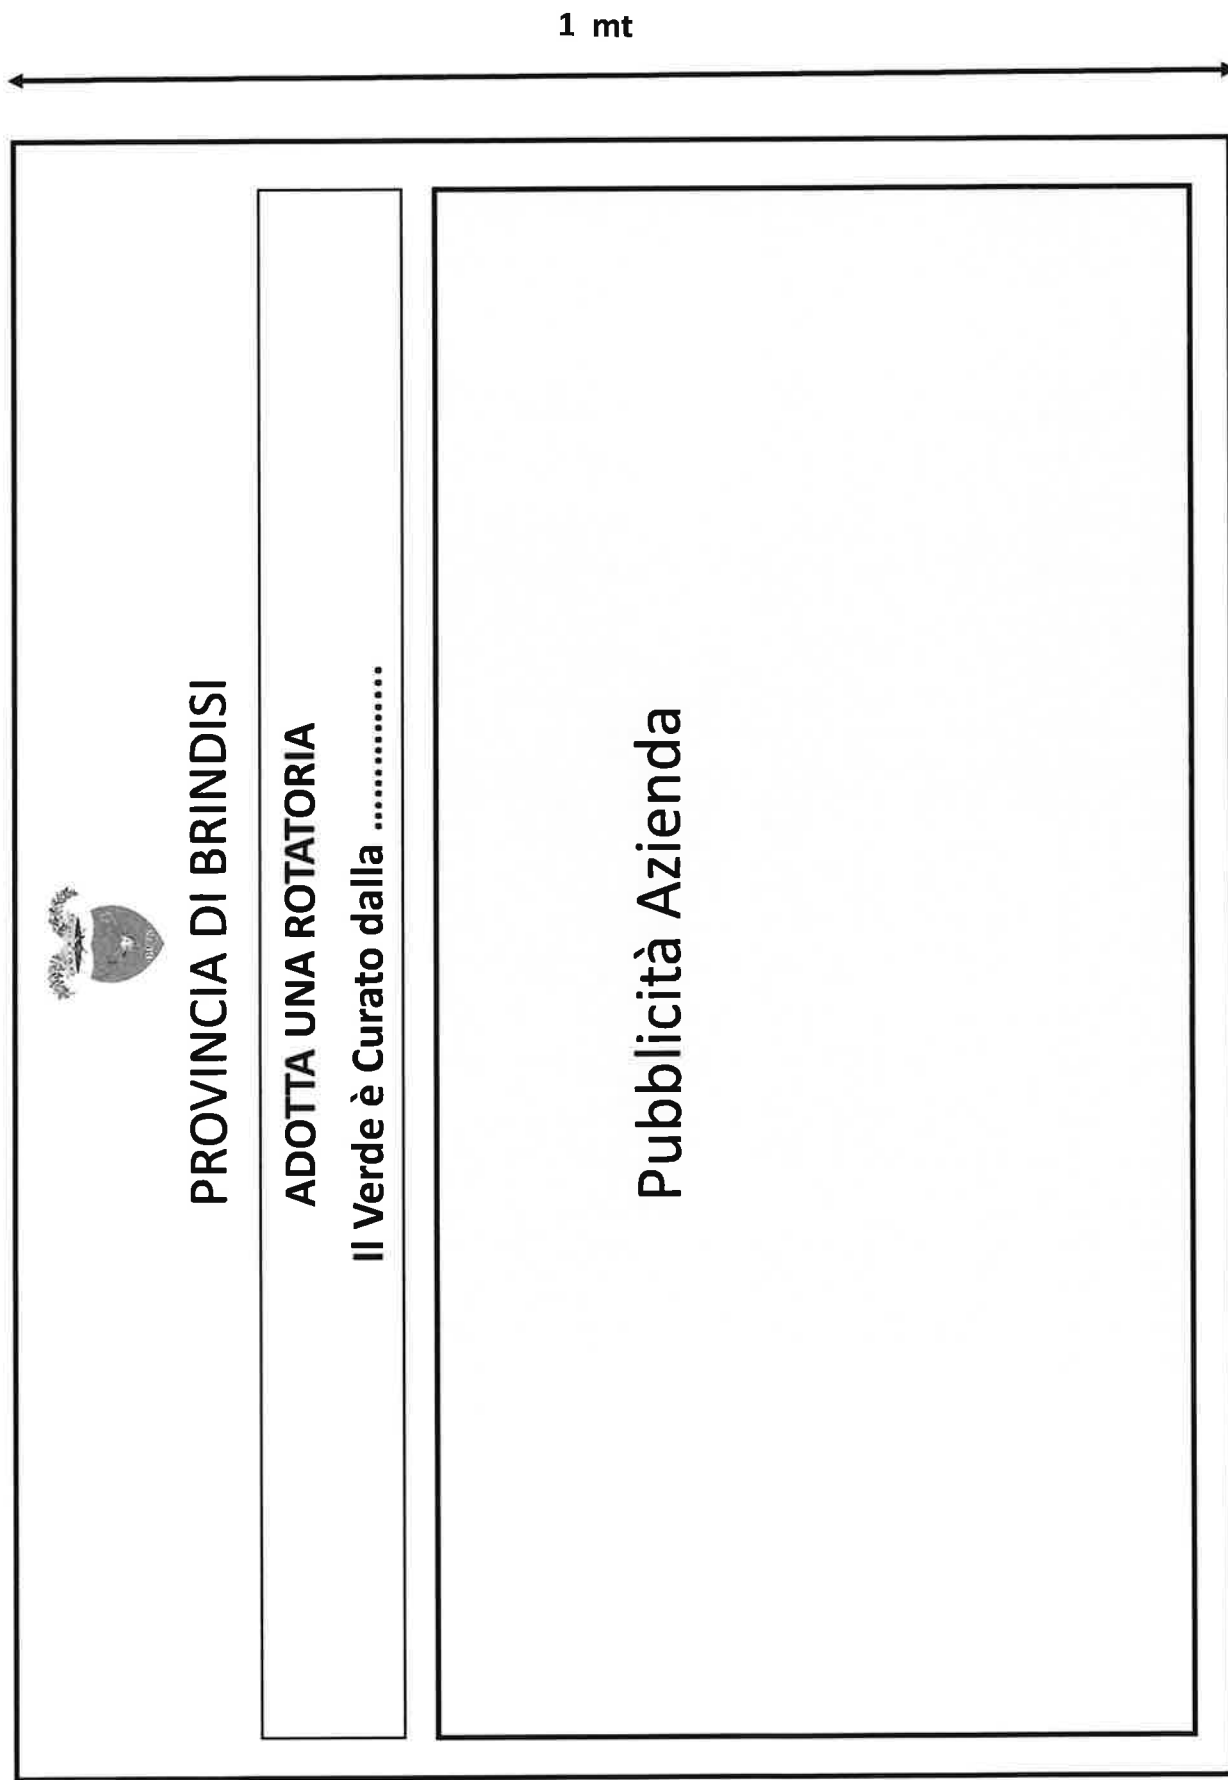 1 mt
PROVINCIA DI BRINDISI
ADOTTA UNA ROTATORIA
Il Verde è Curato dalla ................
Pubblicità Azienda